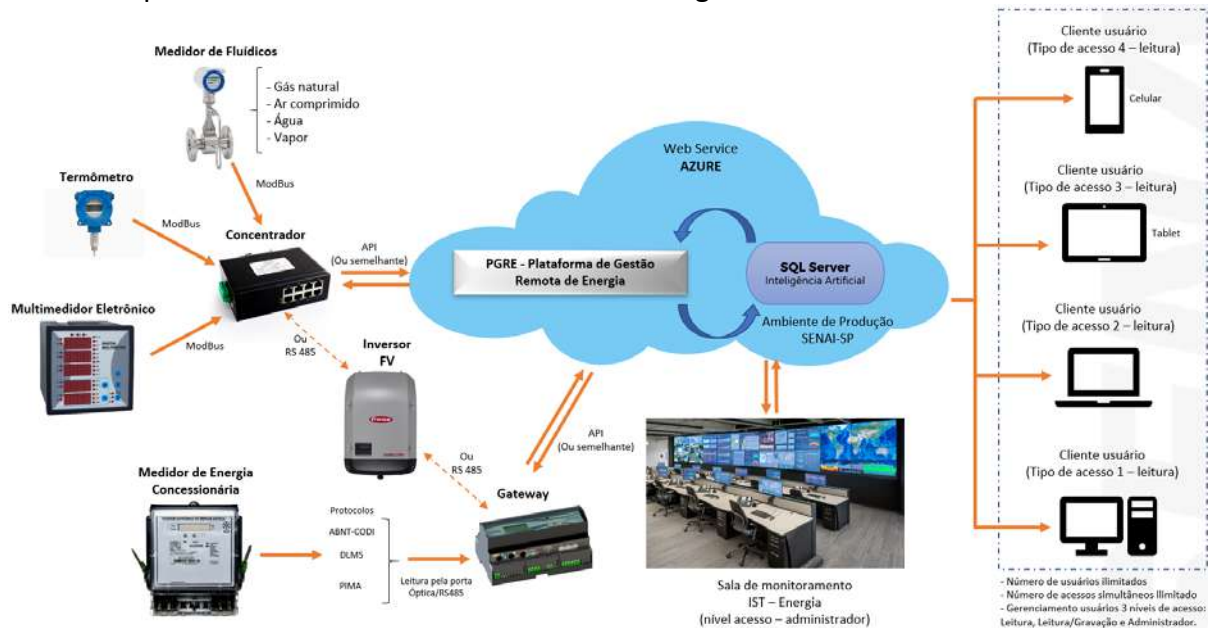 Medidor de Fluídicos
- Gás natural
- Ar comprimido
- Água
- Vapor
Termômetro
ModBus
ModBus
Concentrador
Multimedidor Eletrônico
ModBus
API
(Ou semelhante)
Ou
RS 485
Inversor
FV
Web Service
AZURE
PGRE - Plataforma de Gestão
Remota de Energia
SQL Server
Inteligência Artificial
Ambiente de Produção
SENAI-SP
API
(Ou semelhante)
Ou
RS 485
Gateway
Medidor de Energia
Concessionária
Protocolos
ABNT-CODI
DLMS
PIMA
Leitura pela porta
Óptica/RS485
Sala de monitoramento
IST – Energia
(nível acesso – administrador)
Cliente usuário
(Tipo de acesso 4 – leitura)
Celular
Cliente usuário
(Tipo de acesso 3 – leitura)
Tablet
Cliente usuário
(Tipo de acesso 2 – leitura)
Cliente usuário
(Tipo de acesso 1 – leitura)
- Número de usuários ilimitados
- Número de acessos simultâneos ilimitado
- Gerenciamento usuários 3 níveis de acesso:
Leitura, Leitura/Gravação e Administrador.